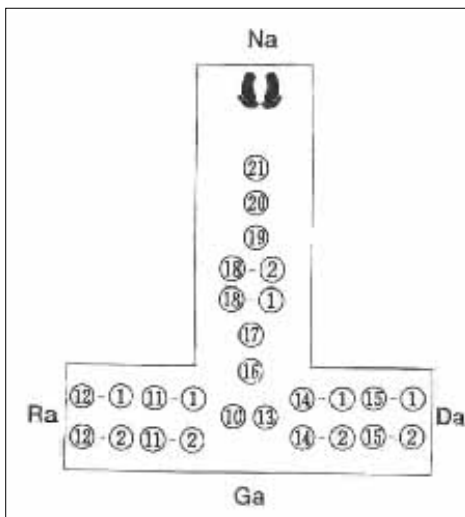 Na
㉑
⑳
⑲
⑱-②
⑱-①
⑰
⑯
⑫-① ⑪-① ⑭-① ⑮-①
Ra ⑩ ⑬ Da
⑫-② ⑪-② ⑭-② ⑮-②
Ga